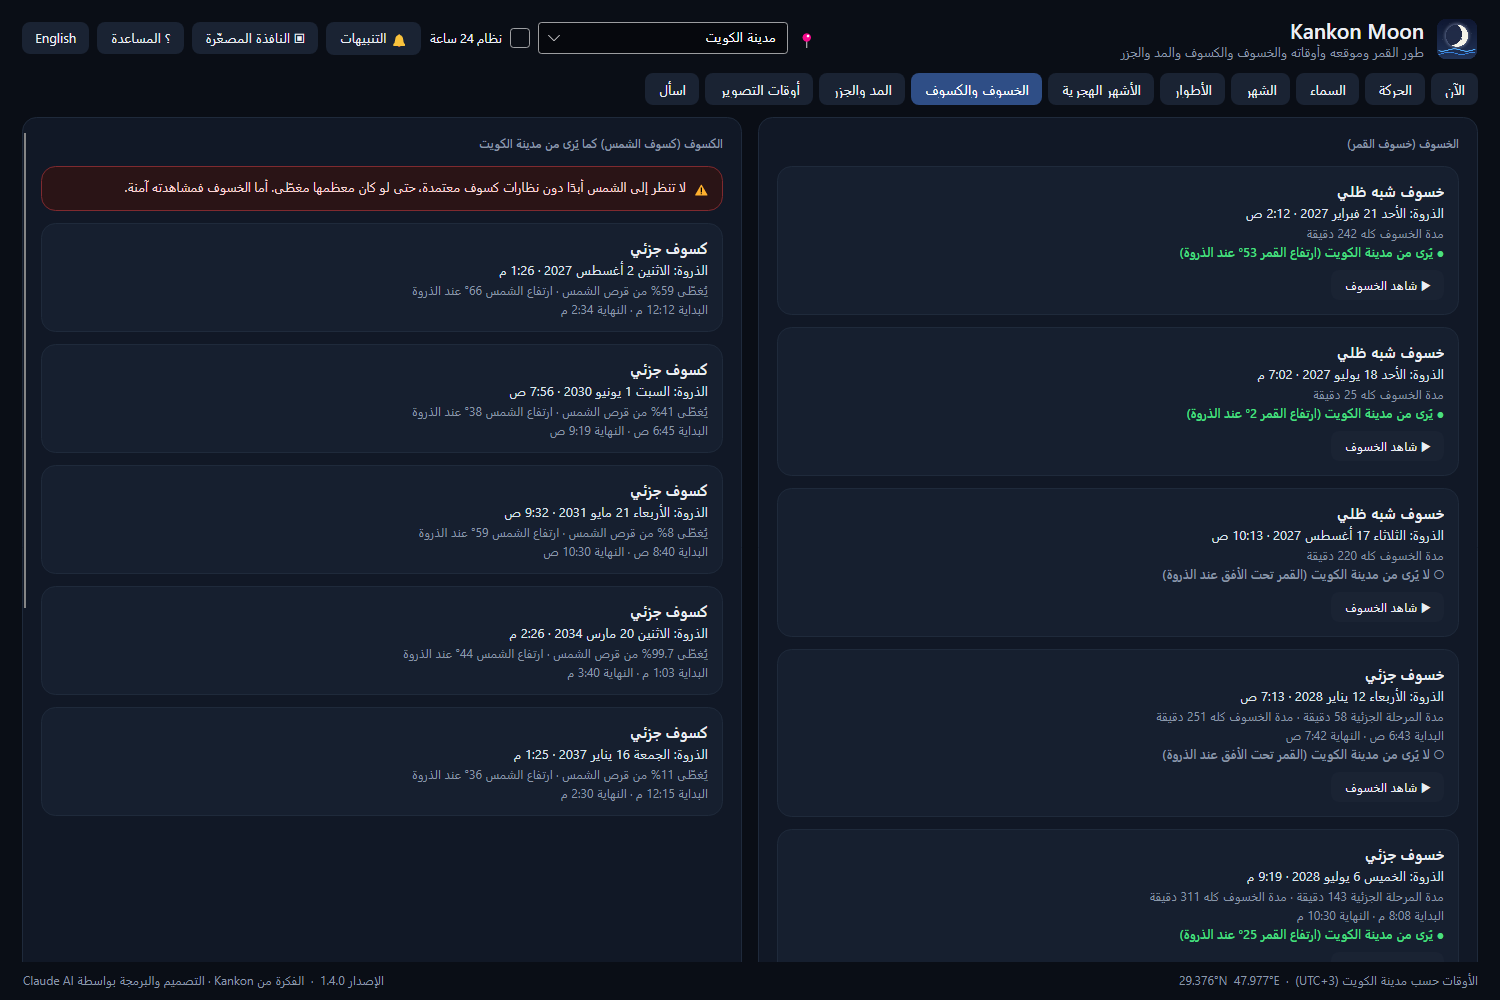 Kankon Moon
طور القمر وموقعه وأوقاته والخسوف والكسوف والمد والجزر
مدينة الكويت
نظام 24 ساعة
التنبيهات
النافذة المصغّرة
؟ المساعدة
English
الآن
الحركة
السماء
الشهر
الأطوار
الأشهر الهجرية
الخسوف والكسوف
المد والجزر
أوقات التصوير
اسأل
الخسوف (خسوف القمر)
خسوف شبه ظلي
الذروة: الأحد 21 فبراير 2027 · 2:12 ص
مدة الخسوف كله 242 دقيقة
● يُرى من مدينة الكويت (ارتفاع القمر 53° عند الذروة)
▶ شاهد الخسوف
خسوف شبه ظلي
الذروة: الأحد 18 يوليو 2027 · 7:02 م
مدة الخسوف كله 25 دقيقة
● يُرى من مدينة الكويت (ارتفاع القمر 2° عند الذروة)
▶ شاهد الخسوف
خسوف شبه ظلي
الذروة: الثلاثاء 17 أغسطس 2027 · 10:13 ص
مدة الخسوف كله 220 دقيقة
○ لا يُرى من مدينة الكويت (القمر تحت الأفق عند الذروة)
▶ شاهد الخسوف
خسوف جزئي
الذروة: الأربعاء 12 يناير 2028 · 7:13 ص
مدة المرحلة الجزئية 58 دقيقة · مدة الخسوف كله 251 دقيقة
البداية 6:43 ص · النهاية 7:42 ص
○ لا يُرى من مدينة الكويت (القمر تحت الأفق عند الذروة)
▶ شاهد الخسوف
خسوف جزئي
الذروة: الخميس 6 يوليو 2028 · 9:19 م
مدة المرحلة الجزئية 143 دقيقة · مدة الخسوف كله 311 دقيقة
البداية 8:08 م · النهاية 10:30 م
● يُرى من مدينة الكويت (ارتفاع القمر 25° عند الذروة)
الكسوف (كسوف الشمس) كما يُرى من مدينة الكويت
لا تنظر إلى الشمس أبدًا دون نظارات كسوف معتمدة، حتى لو كان معظمها مغطّى. أما الخسوف فمشاهدته آمنة.
كسوف جزئي
الذروة: الاثنين 2 أغسطس 2027 · 1:26 م
يُغطّى 59% من قرص الشمس · ارتفاع الشمس 66° عند الذروة
البداية 12:12 م · النهاية 2:34 م
كسوف جزئي
الذروة: السبت 1 يونيو 2030 · 7:56 ص
يُغطّى 41% من قرص الشمس · ارتفاع الشمس 38° عند الذروة
البداية 6:45 ص · النهاية 9:19 ص
كسوف جزئي
الذروة: الأربعاء 21 مايو 2031 · 9:32 ص
يُغطّى 8% من قرص الشمس · ارتفاع الشمس 59° عند الذروة
البداية 8:40 ص · النهاية 10:30 ص
كسوف جزئي
الذروة: الاثنين 20 مارس 2034 · 2:26 م
يُغطّى 99.7% من قرص الشمس · ارتفاع الشمس 44° عند الذروة
البداية 1:03 م · النهاية 3:40 م
كسوف جزئي
الذروة: الجمعة 16 يناير 2037 · 1:25 م
يُغطّى 11% من قرص الشمس · ارتفاع الشمس 36° عند الذروة
البداية 12:15 م · النهاية 2:30 م
الأوقات حسب مدينة الكويت (UTC+3) · 29.376°N 47.977°E
الإصدار 1.4.0 · الفكرة من Kankon · التصميم والبرمجة بواسطة Claude AI